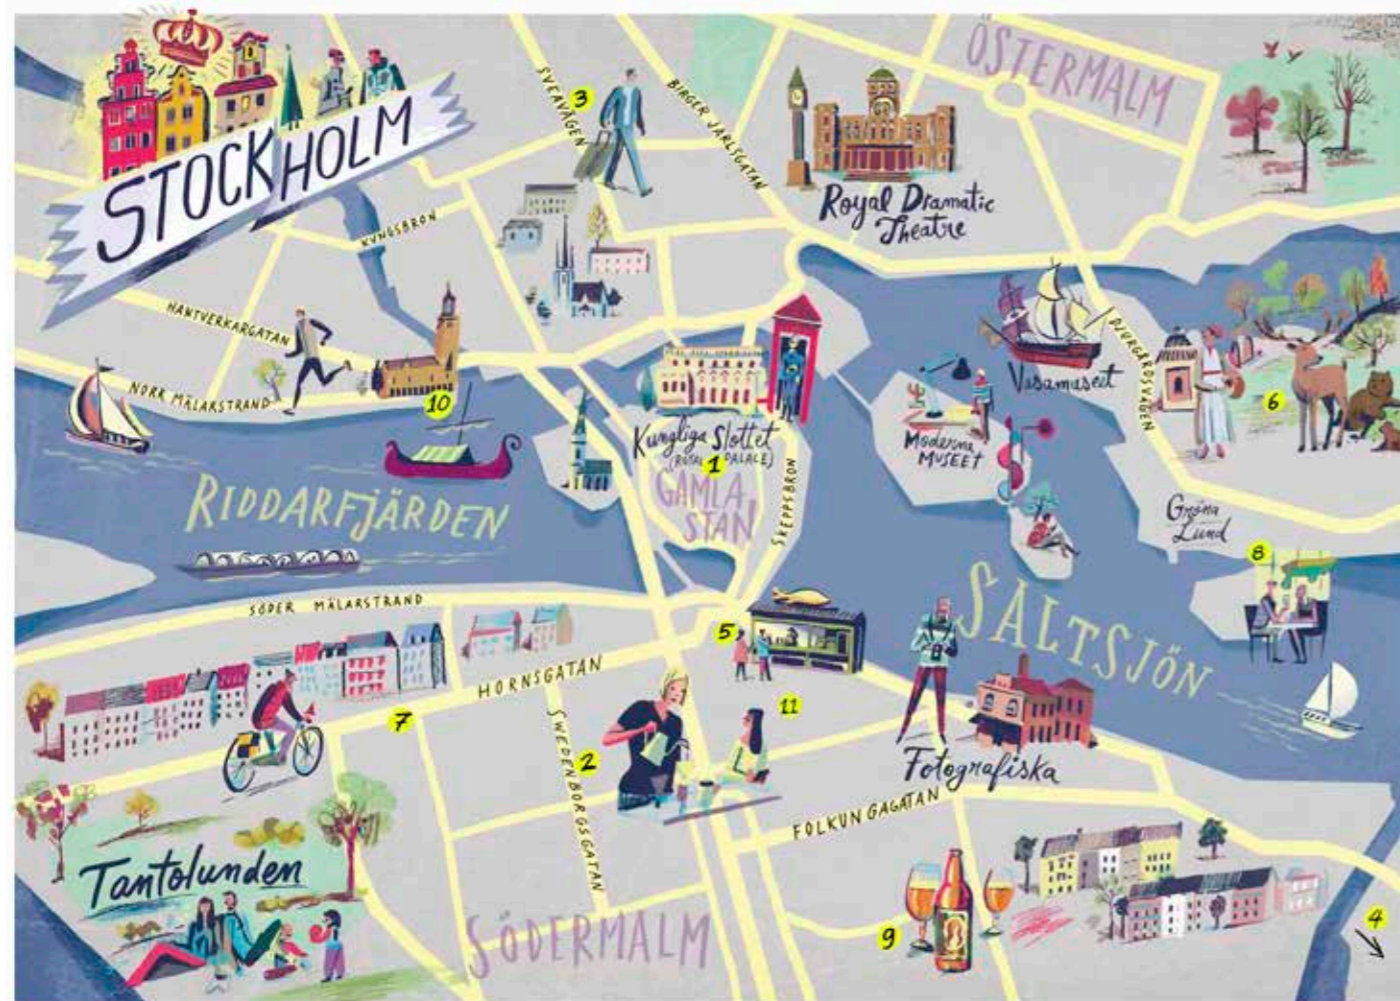 STOCKHOLM
ÖSTERMALM
SVEAVÄGEN
3
BIRGER JARLSGATAN
Royal Dramatic
Theatre
KUNGSBRON
HANTVERKARGATAN
NORR MÄLARSTRAND
10
Kungliga Slottet
(ROYAL PALACE)
1
GAMLA
STAN
SKEPPSBRON
Vasamuseet
Moderna
MUSEET
DJURGÅRDSVÄGEN
6
RIDDARFJÄRDEN
Gröna
Lund
8
SALTSJÖN
SÖDER MÄLARSTRAND
5
HORNSGATAN
7
11
SWEDENBORGSGATAN
2
Fotografiska
FOLKUNGAGATAN
Tantolunden
SÖDERMALM
9
4